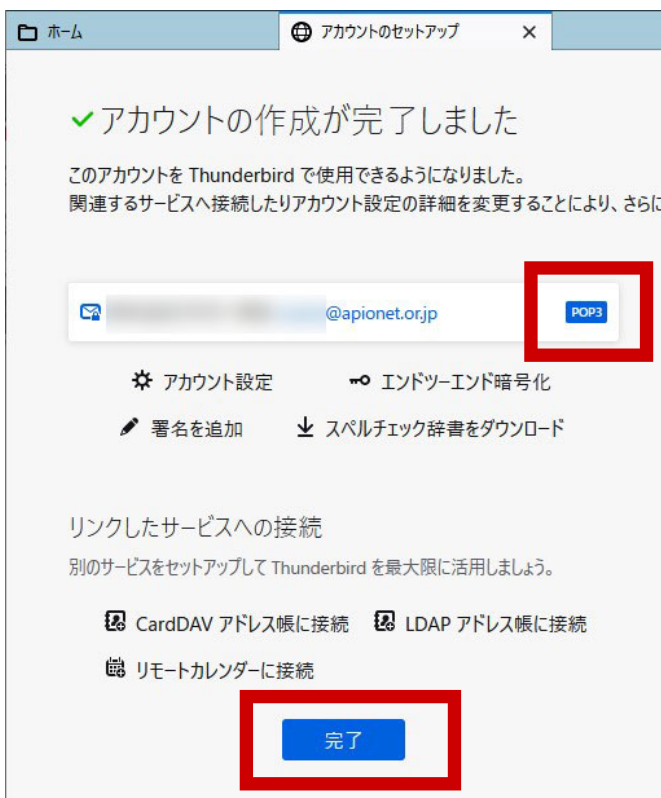 ホーム アカウントのセットアップ
アカウントの作成が完了しました
このアカウントを Thunderbird で使用できるようになりました。
関連するサービスへ接続したりアカウント設定の詳細を変更することにより、さらに
@apionet.or.jp POP3
アカウント設定 エンドツーエンド暗号化
署名を追加 スペルチェック辞書をダウンロード
リンクしたサービスへの接続
別のサービスをセットアップして Thunderbird を最大限に活用しましょう。
CardDAV アドレス帳に接続 LDAP アドレス帳に接続
リモートカレンダーに接続
完了